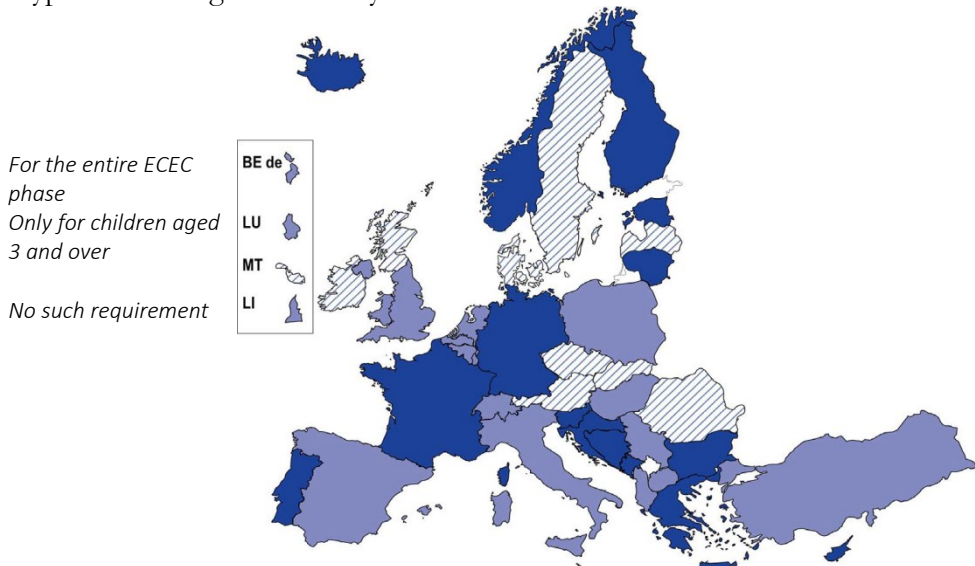 For the entire ECEC
phase
Only for children aged
3 and over
No such requirement
BE de
LU
MT
LI